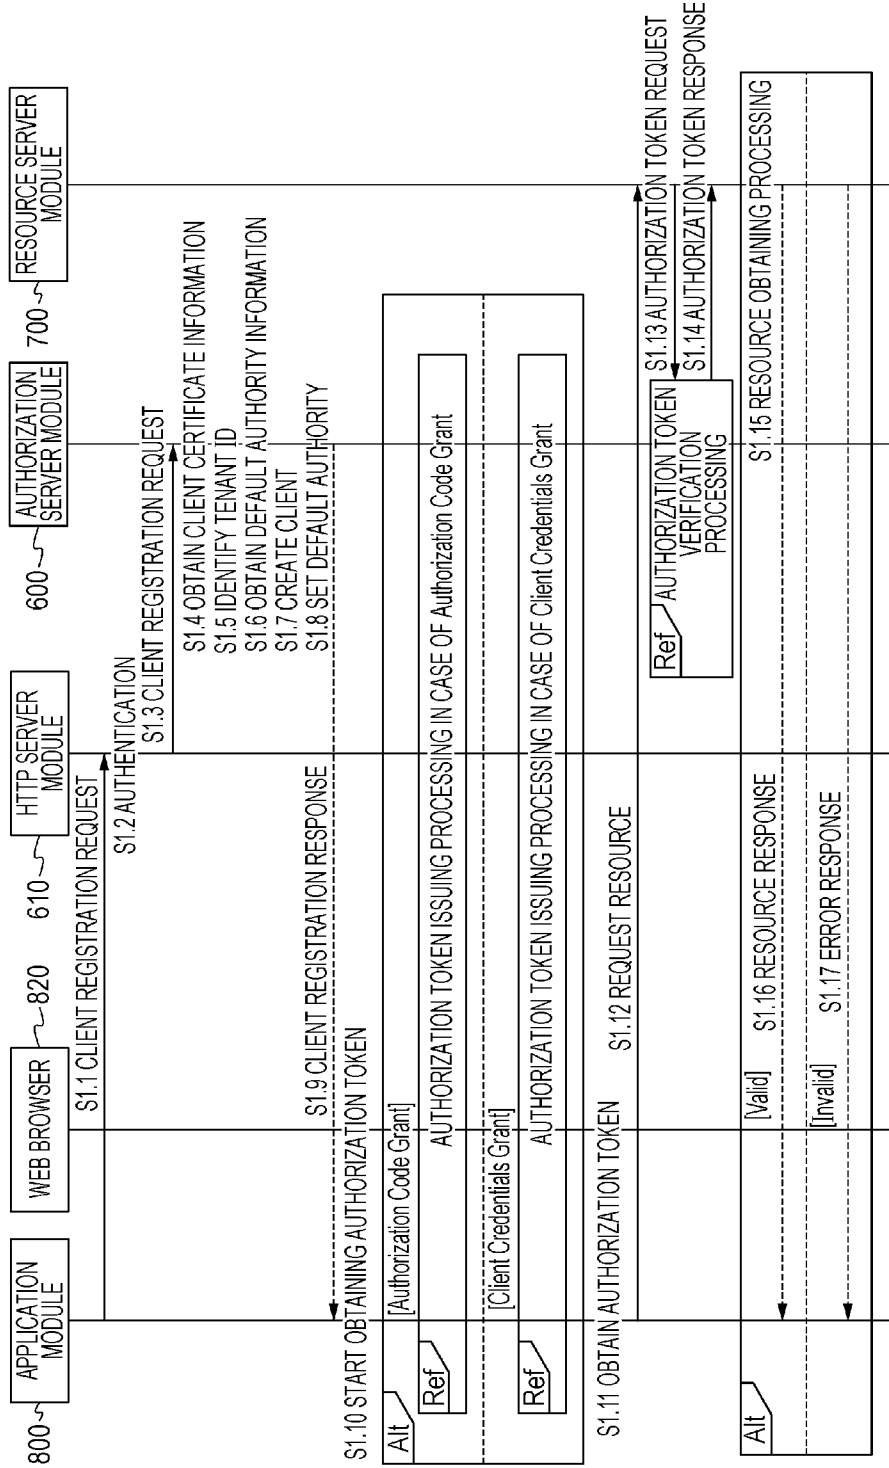 800
APPLICATION
MODULE
WEB BROWSER
820
610
HTTP SERVER
MODULE
600
AUTHORIZATION
SERVER MODULE
700
RESOURCE SERVER
MODULE
S1.1 CLIENT REGISTRATION REQUEST
S1.2 AUTHENTICATION
S1.3 CLIENT REGISTRATION REQUEST
S1.4 OBTAIN CLIENT CERTIFICATE INFORMATION
S1.5 IDENTIFY TENANT ID
S1.6 OBTAIN DEFAULT AUTHORITY INFORMATION
S1.7 CREATE CLIENT
S1.8 SET DEFAULT AUTHORITY
S1.9 CLIENT REGISTRATION RESPONSE
S1.10 START OBTAINING AUTHORIZATION TOKEN
Alt
[Authorization Code Grant]
Ref
AUTHORIZATION TOKEN ISSUING PROCESSING IN CASE OF Authorization Code Grant
[Client Credentials Grant]
Ref
AUTHORIZATION TOKEN ISSUING PROCESSING IN CASE OF Client Credentials Grant
S1.11 OBTAIN AUTHORIZATION TOKEN
S1.12 REQUEST RESOURCE
S1.13 AUTHORIZATION TOKEN REQUEST
Ref
AUTHORIZATION TOKEN
VERIFICATION
PROCESSING
S1.14 AUTHORIZATION TOKEN RESPONSE
Alt
S1.15 RESOURCE OBTAINING PROCESSING
[Valid]
S1.16 RESOURCE RESPONSE
[Invalid]
S1.17 ERROR RESPONSE